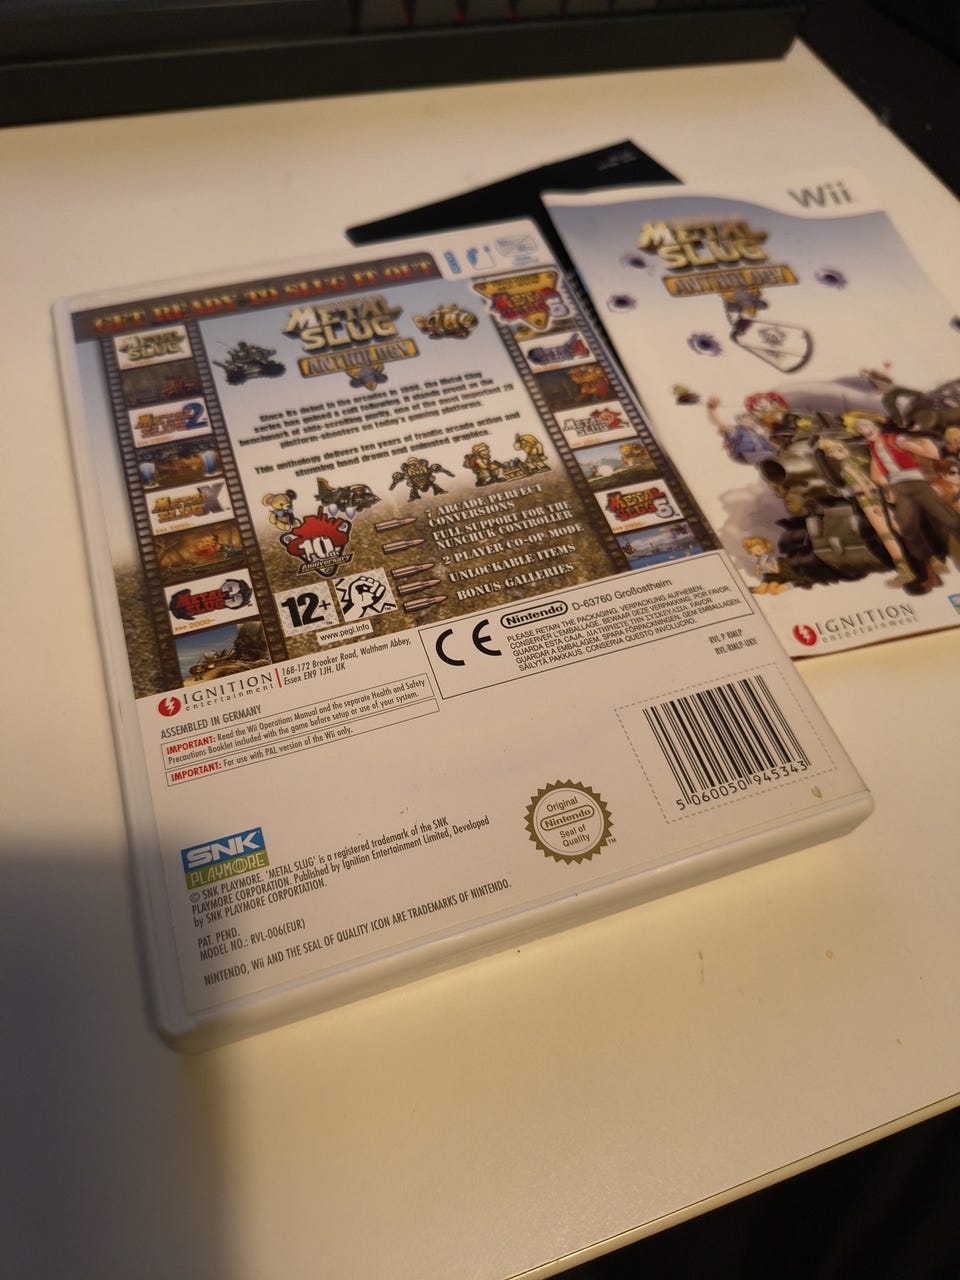 GET READY TO SLUG IT OUT
METAL
SLUG
ANTHOLOGY
METAL
SLUG
METAL
SLUG 2
METAL
SLUG X
METAL
SLUG 3
>>> 2000~
METAL
SLUG 5
Since its debut in the arcades in 1996, the Metal Slug
series has gained a cult following. It stands proud as the
benchmark of side-scrolling purity, one of the most important 2D
platform-shooters on today's gaming platforms.
This anthology delivers ten years of frantic arcade action and
stunning hand drawn and animated graphics.
10th
Anniversary
7 ARCADE PERFECT
CONVERSIONS
FULL SUPPORT FOR THE
NUNCHUK CONTROLLER
2 PLAYER CO-OP MODE
UNLOCKABLE ITEMS
BONUS GALLERIES
12+
www.pegi.info
IGNITION
entertainment
168-172 Brooker Road, Waltham Abbey,
Essex EN9 1JH. UK
CE
Nintendo D-63760 Großostheim
PLEASE RETAIN THE PACKAGING. VERPACKUNG AUFHEBEN.
CONSERVER L'EMBALLAGE. BEWAAR DEZE VERPAKKING. POR FAVOR,
GUARDA ESTA CAJA. ΔΙΑΤΗΡΕΙΤΕ ΤΗΝ ΣΥΣΚΕΥΑΣΙΑ. FAVOR
GUARDAR A EMBALAGEM. SPARA FÖRPACKNINGEN. GEM EMBALLAGEN.
SÄILYTÄ PAKKAUS. CONSERVA QUESTO INVOLUCRO.
RVL P RMLP
RVL-RMLP-UKV
ASSEMBLED IN GERMANY
IMPORTANT: Read the Wii Operations Manual and the separate Health and Safety
Precautions Booklet included with the game before setup or use of your system.
IMPORTANT: For use with PAL version of the Wii only.
5 060050 945343
Original
Nintendo
Seal of
Quality
TM
SNK
PLAYMORE
© SNK PLAYMORE. 'METAL SLUG' is a registered trademark of the SNK
PLAYMORE CORPORATION. Published by Ignition Entertainment Limited, Developed
by SNK PLAYMORE CORPORTATION.
PAT. PEND.
MODEL NO.: RVL-006(EUR)
NINTENDO, Wii AND THE SEAL OF QUALITY ICON ARE TRADEMARKS OF NINTENDO.
Wii
METAL
SLUG
ANTHOLOGY
IGNITION
entertainment